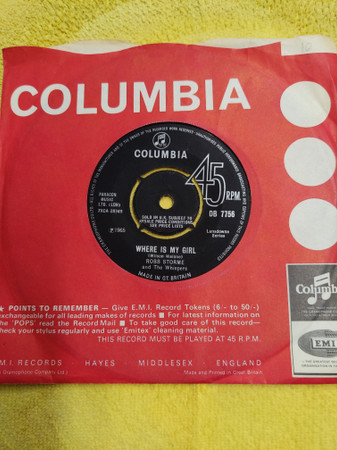 COLUMBIA
COLUMBIA
45 R.P.M.
PARAGON
MUSIC
LTD.
SOLD IN U.K. SUBJECT TO
RESALE PRICE CONDITIONS
SEE PRICE LISTS
DB 7756
Ⓟ 1965
WHERE IS MY GIRL
ROBB STORME
and The Whispers
MADE IN GT BRITAIN
★ POINTS TO REMEMBER — Give E.M.I. Record Tokens (6/- to 50/-)
exchangeable for all leading makes of records ■ For latest information on
the 'POPS read the Record Mail ■ To take good care of this record—
check your stylus regularly and use 'Emitex' cleaning material.
THIS RECORD MUST BE PLAYED AT 45 R.P.M.
E.M.I. RECORDS HAYES MIDDLESEX ENGLAND
Made and Printed in Great Britain
Columbia
EMI